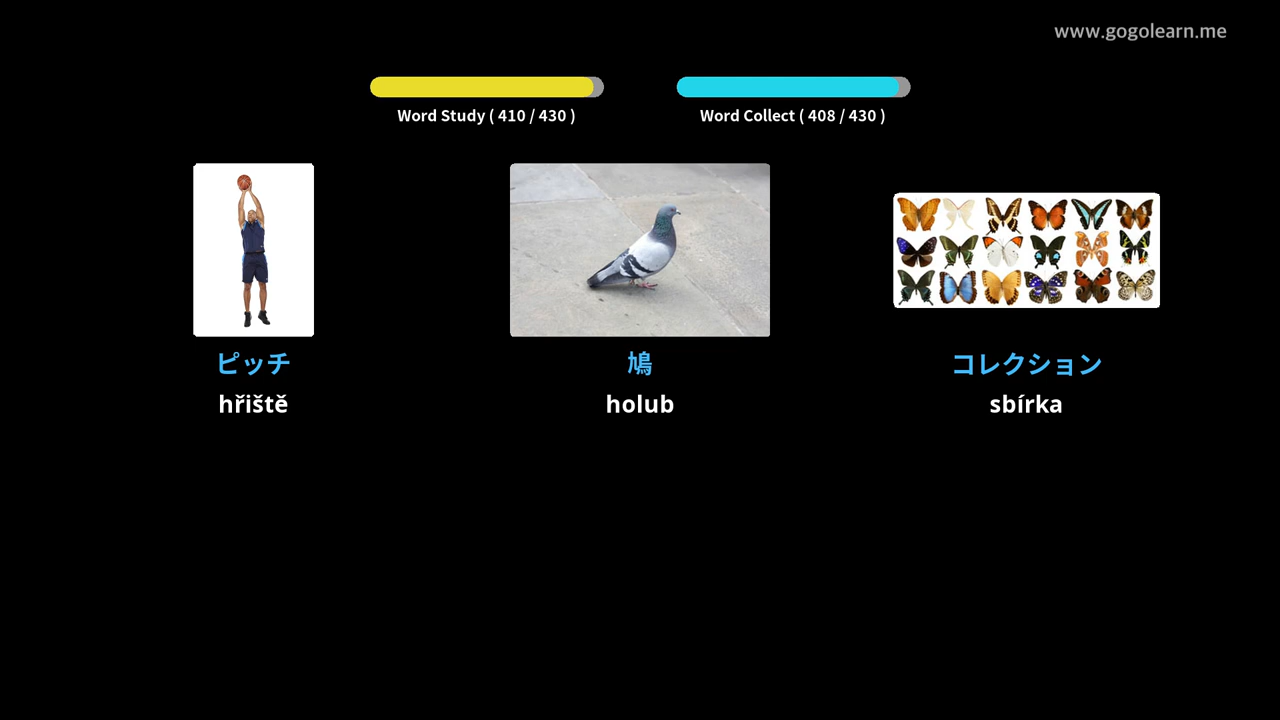 www.gogolearn.me
Word Study ( 410 / 430 )
Word Collect ( 408 / 430 )
ピッチ
鳩
コレクション
hřiště
holub
sbírka